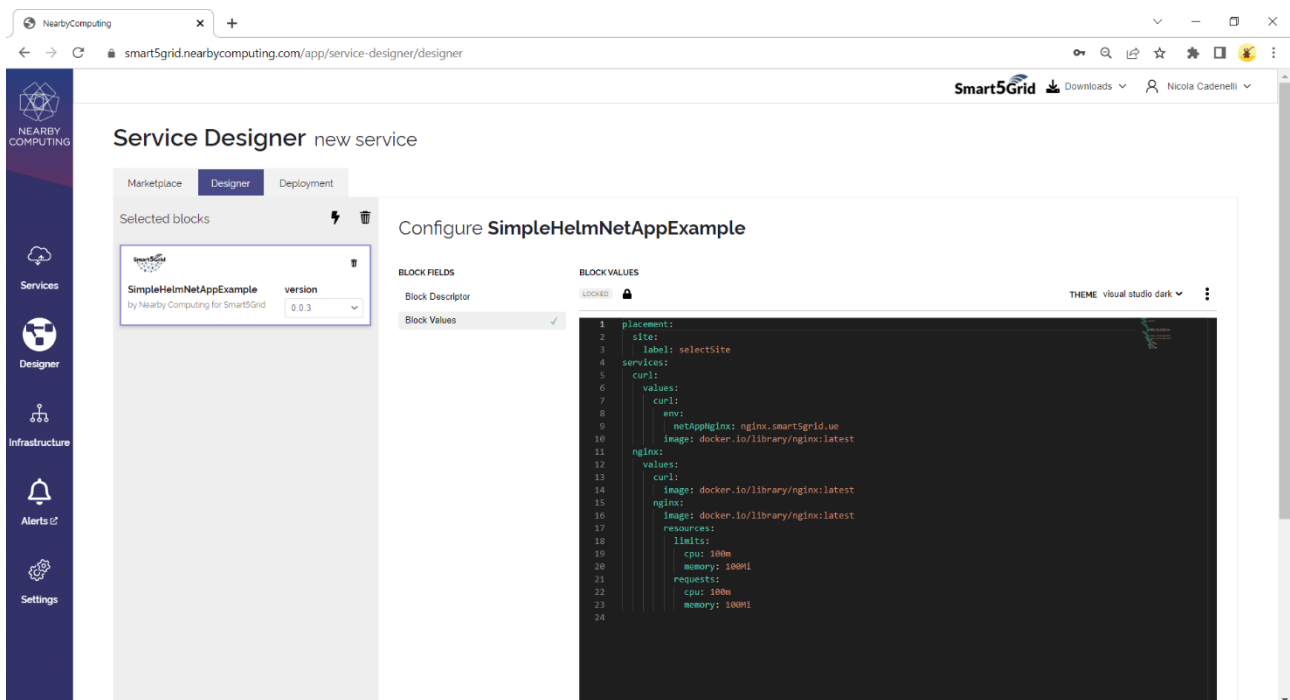 NearbyComputing
smart5grid.nearbycomputing.com/app/service-designer/designer
Smart5Grid
Downloads
Nicola Cadenelli
NEARBY
COMPUTING
Service Designer new service
Marketplace
Designer
Deployment
Selected blocks
Smart5Grid
SimpleHelmNetAppExample
by Nearby Computing for Smart5Grid
version
0.0.3
Configure SimpleHelmNetAppExample
BLOCK FIELDS
Block Descriptor
Block Values
BLOCK VALUES
LOCKED
THEME visual studio dark
1 placement:
2 site:
3 label: selectSite
4 services:
5 curl:
6 values:
7 curl:
8 env:
9 netAppNginx: nginx.smart5grid.ue
10 image: docker.io/library/nginx:latest
11 nginx:
12 values:
13 curl:
14 image: docker.io/library/nginx:latest
15 nginx:
16 image: docker.io/library/nginx:latest
17 resources:
18 limits:
19 cpu: 100m
20 memory: 100Mi
21 requests:
22 cpu: 100m
23 memory: 100Mi
24
Services
Designer
Infrastructure
Alerts
Settings